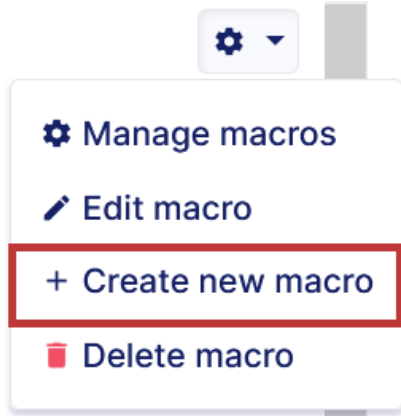 Manage macros
Edit macro
+ Create new macro
Delete macro